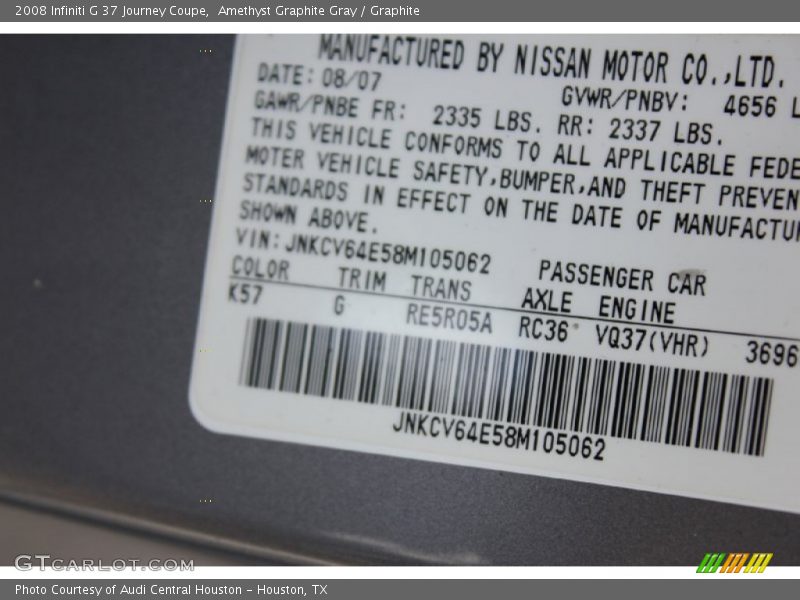 2008 Infiniti G 37 Journey Coupe,  Amethyst Graphite Gray / Graphite
MANUFACTURED BY NISSAN MOTOR CO.,LTD.
DATE: 08/07 GVWR/PNBV: 4656 L
GAWR/PNBE FR: 2335 LBS. RR: 2337 LBS.
THIS VEHICLE CONFORMS TO ALL APPLICABLE FEDE
MOTER VEHICLE SAFETY,BUMPER,AND THEFT PREVEN
STANDARDS IN EFFECT ON THE DATE OF MANUFACTU
SHOWN ABOVE.
VIN:JNKCV64E58M105062 PASSENGER CAR
COLOR TRIM TRANS AXLE ENGINE
K57 G RE5R05A RC36 VQ37(VHR) 3696
JNKCV64E58M105062
GTCARLOT.COM
Photo Courtesy of Audi Central Houston - Houston, TX